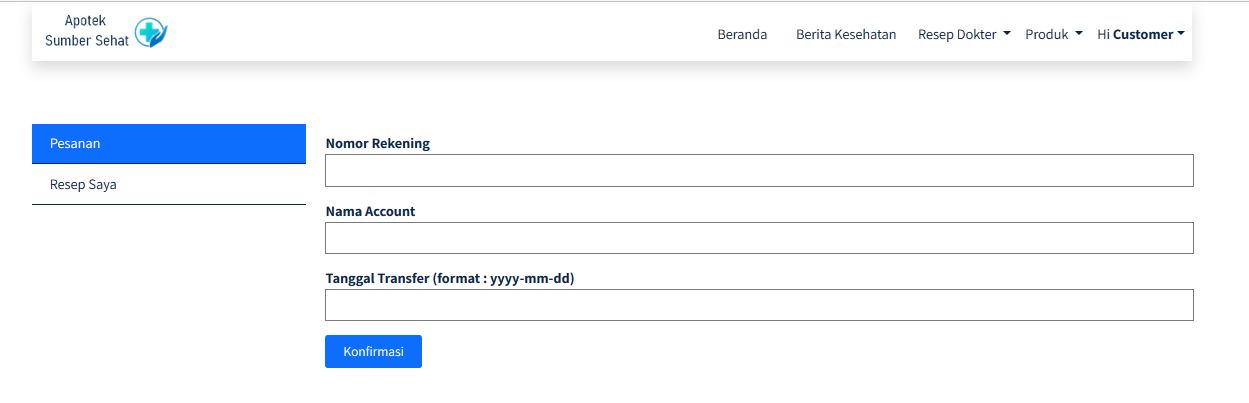 Apotek
Sumber Sehat
Beranda Berita Kesehatan Resep Dokter Produk Hi Customer
Pesanan
Resep Saya
Nomor Rekening
Nama Account
Tanggal Transfer (format : yyyy-mm-dd)
Konfirmasi